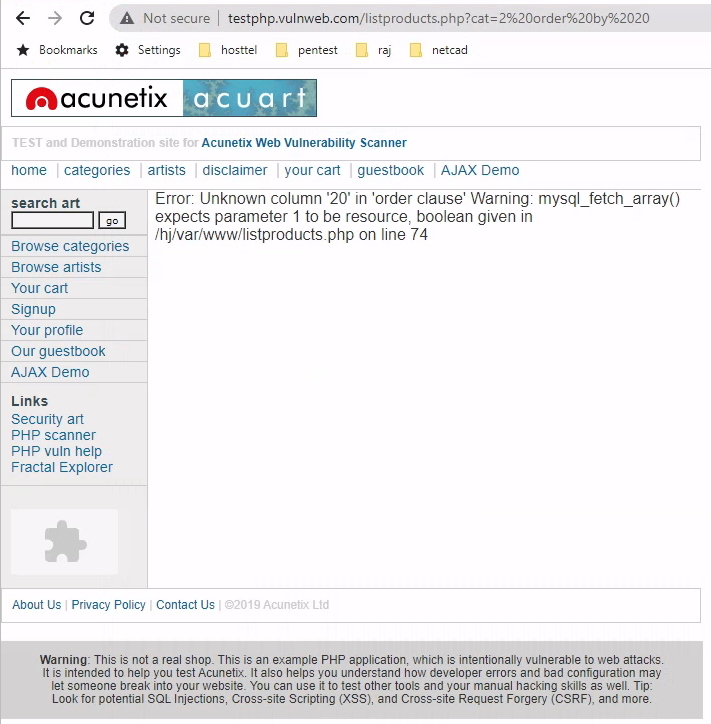 Not secure | testphp.vulnweb.com/listproducts.php?cat=2%20order%20by%2020
Bookmarks Settings hosttel pentest raj netcad
acunetix acuart
TEST and Demonstration site for Acunetix Web Vulnerability Scanner
home | categories | artists | disclaimer | your cart | guestbook | AJAX Demo
search art
go
Browse categories
Browse artists
Your cart
Signup
Your profile
Our guestbook
AJAX Demo
Links
Security art
PHP scanner
PHP vuln help
Fractal Explorer
Error: Unknown column '20' in 'order clause' Warning: mysql_fetch_array()
expects parameter 1 to be resource, boolean given in
/hj/var/www/listproducts.php on line 74
About Us | Privacy Policy | Contact Us | ©2019 Acunetix Ltd
Warning: This is not a real shop. This is an example PHP application, which is intentionally vulnerable to web attacks.
It is intended to help you test Acunetix. It also helps you understand how developer errors and bad configuration may
let someone break into your website. You can use it to test other tools and your manual hacking skills as well. Tip:
Look for potential SQL Injections, Cross-site Scripting (XSS), and Cross-site Request Forgery (CSRF), and more.